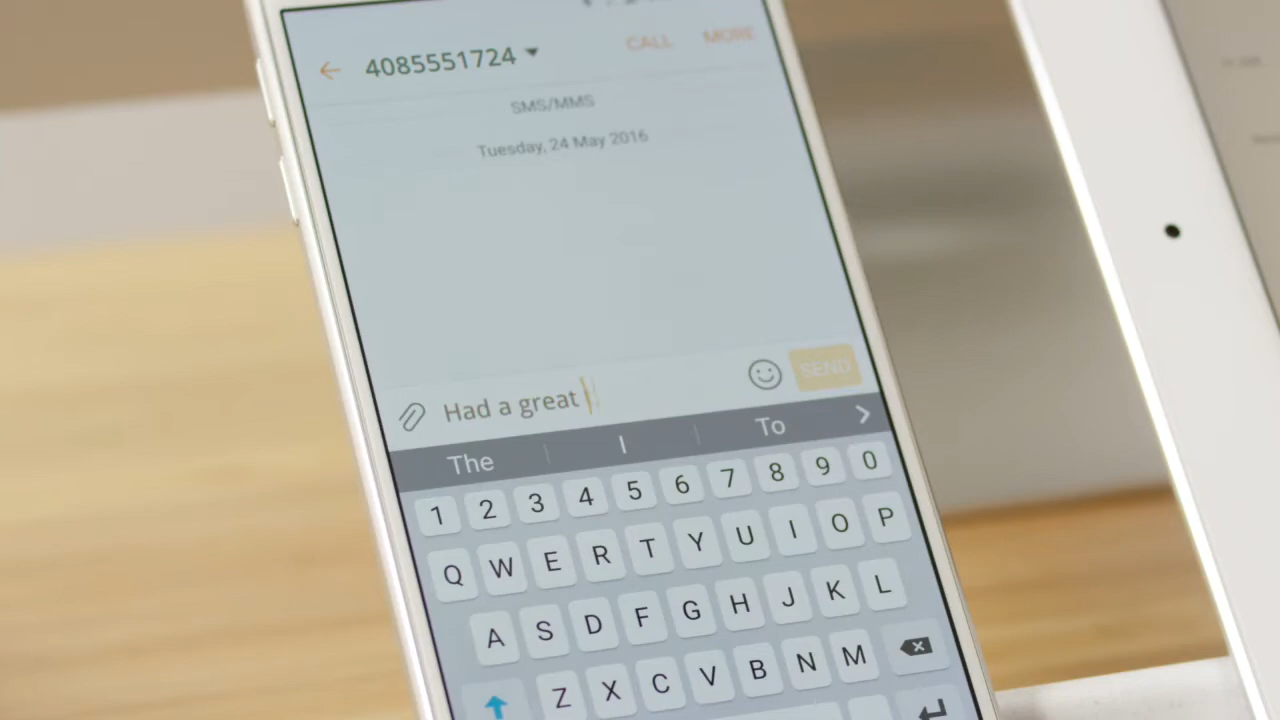 4085551724 CALL MORE
SMS/MMS
Tuesday, 24 May 2016
Had a great SEND
The I To
1 2 3 4 5 6 7 8 9 0
Q W E R T Y U I O P
A S D F G H J K L
Z X C V B N M